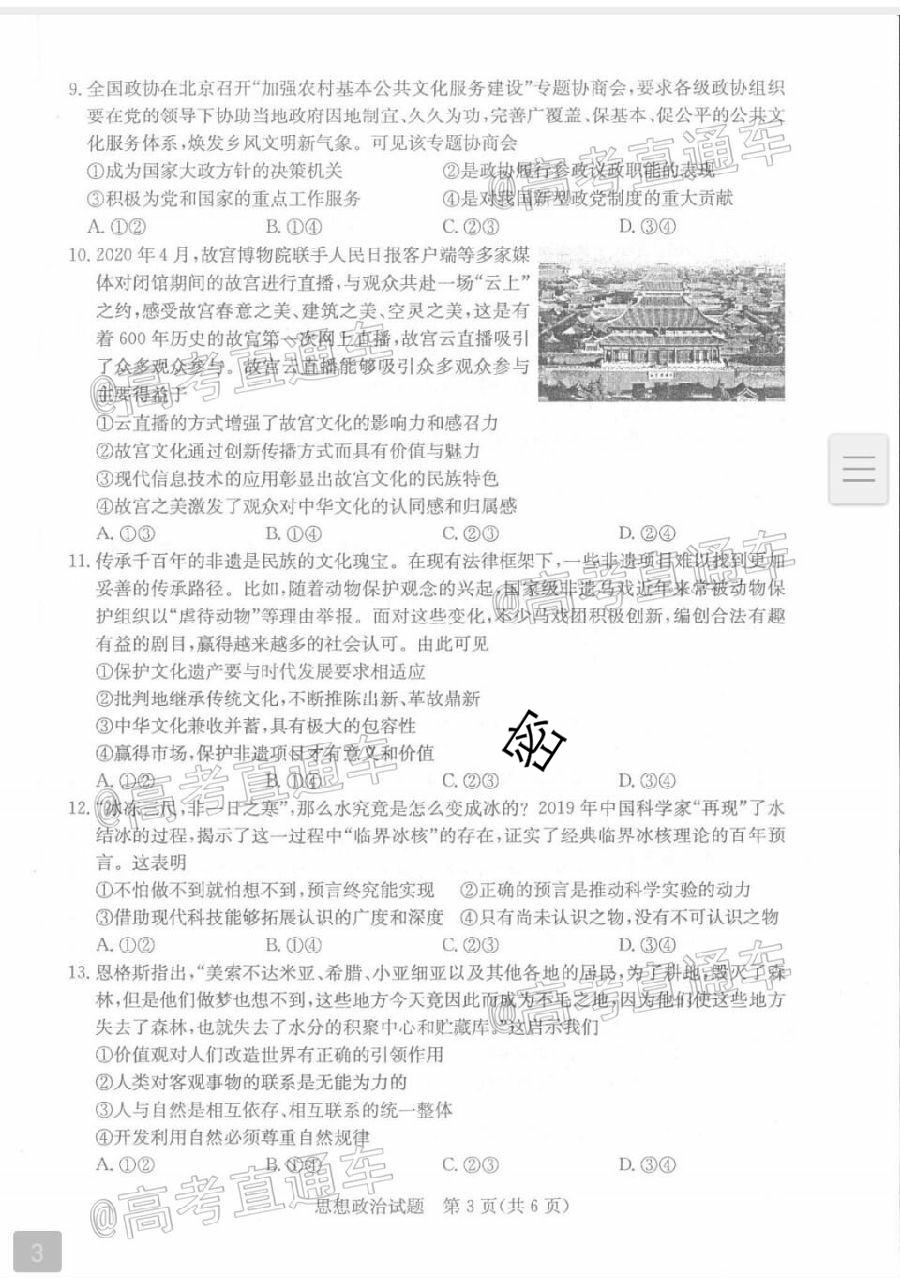 9. 全国政协在北京召开“加强农村基本公共文化服务建设”专题协商会,要求各级政协组织
要在党的领导下协助当地政府因地制宜、久久为功,完善广覆盖、保基本、促公平的公共文
化服务体系,焕发乡风文明新气象。可见该专题协商会
①成为国家大政方针的决策机关 ②是政协履行参政议政职能的表现
③积极为党和国家的重点工作服务 ④是对我国新型政党制度的重大贡献
A. ①② B. ①④ C. ②③ D. ③④
10. 2020 年 4 月,故宫博物院联手人民日报客户端等多家媒
体对闭馆期间的故宫进行直播,与观众共赴一场“云上”
之约,感受故宫春意之美、建筑之美、空灵之美,这是有
着 600 年历史的故宫第一次网上直播,故宫云直播吸引
了众多观众参与。故宫云直播能够吸引众多观众参与
主要得益于
①云直播的方式增强了故宫文化的影响力和感召力
②故宫文化通过创新传播方式而具有价值与魅力
③现代信息技术的应用彰显出故宫文化的民族特色
④故宫之美激发了观众对中华文化的认同感和归属感
A. ①③ B. ①④ C. ②③ D. ②④
11. 传承千百年的非遗是民族的文化瑰宝。在现有法律框架下,一些非遗项目难以找到更加
妥善的传承路径。比如,随着动物保护观念的兴起,国家级非遗马戏近年来常被动物保
护组织以“虐待动物”等理由举报。面对这些变化,不少马戏团积极创新,编创合法有趣
有益的剧目,赢得越来越多的社会认可。由此可见
①保护文化遗产要与时代发展要求相适应
②批判地继承传统文化,不断推陈出新、革故鼎新
③中华文化兼收并蓄,具有极大的包容性
④赢得市场,保护非遗项目才有意义和价值
密
A. ①② B. ①④ C. ②③ D. ③④
12. “冰冻三尺,非一日之寒”,那么水究竟是怎么变成冰的? 2019 年中国科学家“再现”了水
结冰的过程,揭示了这一过程中“临界冰核”的存在,证实了经典临界冰核理论的百年预
言。这表明
①不怕做不到就怕想不到,预言终究能实现 ②正确的预言是推动科学实验的动力
③借助现代科技能够拓展认识的广度和深度 ④只有尚未认识之物,没有不可认识之物
A. ①② B. ①④ C. ②③ D. ③④
13. 恩格斯指出,“美索不达米亚、希腊、小亚细亚以及其他各地的居民,为了耕地,毁灭了森
林,但是他们做梦也想不到,这些地方今天竟因此而成为不毛之地,因为他们使这些地方
失去了森林,也就失去了水分的积聚中心和贮藏库。”这启示我们
①价值观对人们改造世界有正确的引领作用
②人类对客观事物的联系是无能为力的
③人与自然是相互依存、相互联系的统一整体
④开发利用自然必须尊重自然规律
A. ①② B. ①④ C. ②③ D. ③④
@高考直通车
@高考直通车
@高考直通车
@高考直通车
@高考直通车
@高考直通车
思想政治试题 第 3 页(共 6 页)
3